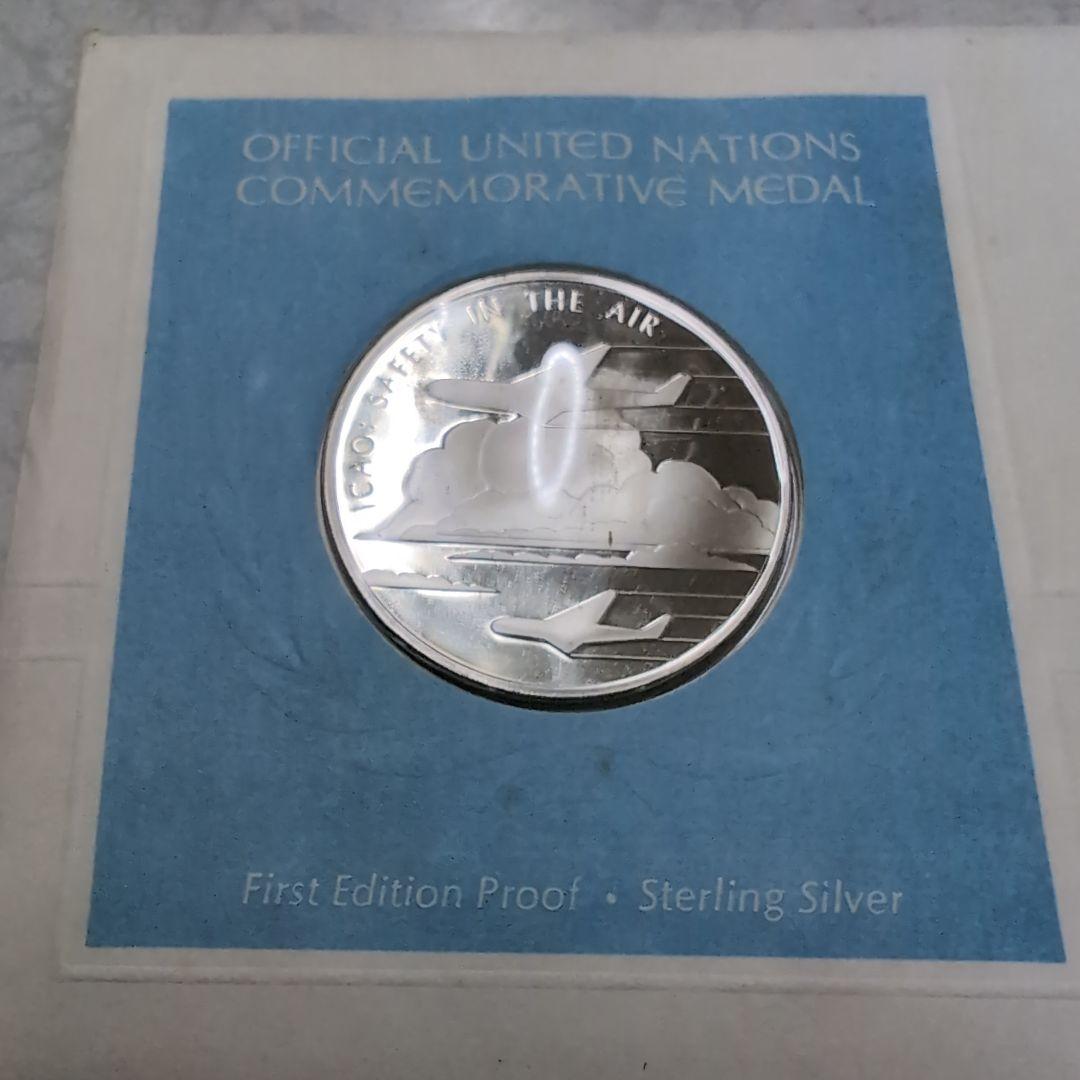 OFFICIAL UNITED NATIONS
COMMEMORATIVE MEDAL
ICAO: SAFETY IN THE AIR
First Edition Proof • Sterling Silver